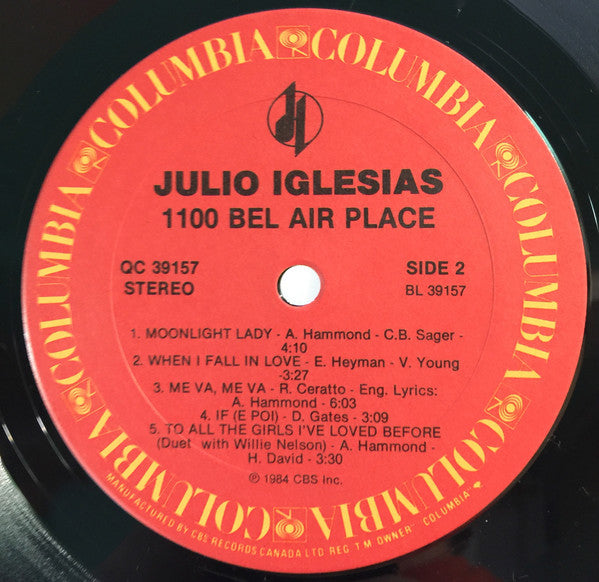 COLUMBIA COLUMBIA COLUMBIA COLUMBIA COLUMBIA COLUMBIA COLUMBIA COLUMBIA
JULIO IGLESIAS
1100 BEL AIR PLACE
QC 39157 SIDE 2
STEREO BL 39157
1. MOONLIGHT LADY - A. Hammond - C.B. Sager -
4:10
2. WHEN I FALL IN LOVE - E. Heyman - V. Young
-3:27
3. ME VA, ME VA - R. Ceratto - Eng. Lyrics:
A. Hammond - 6:03
4. IF (E POI) - D. Gates - 3:09
5. TO ALL THE GIRLS I'VE LOVED BEFORE
(Duet with Willie Nelson) - A. Hammond -
H. David - 3:30
℗ 1984 CBS Inc.
MANUFACTURED BY CBS RECORDS CANADA LTD REG T M OWNER "COLUMBIA"